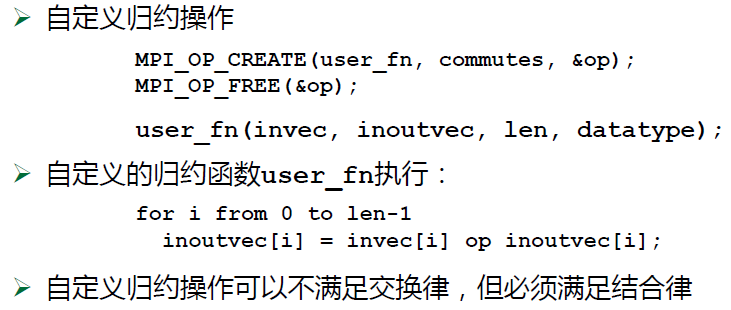 自定义归约操作
MPI_OP_CREATE(user_fn, commutes, &op);
MPI_OP_FREE(&op);
user_fn(invec, inoutvec, len, datatype);
自定义的归约函数user_fn执行：
for i from 0 to len-1
inoutvec[i] = invec[i] op inoutvec[i];
自定义归约操作可以不满足交换律，但必须满足结合律